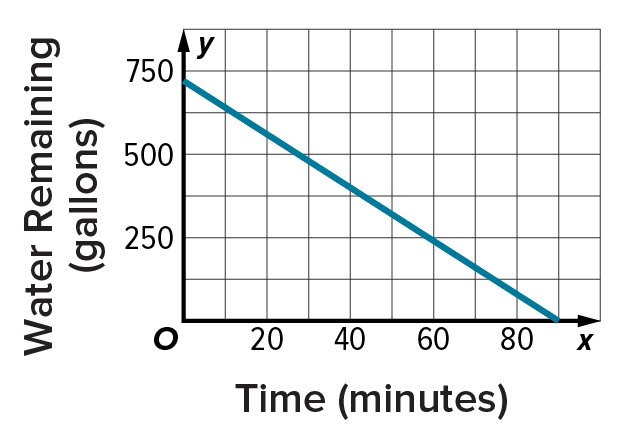 y
750
500
250
Water Remaining
(gallons)
O
20 40 60 80 x
Time (minutes)